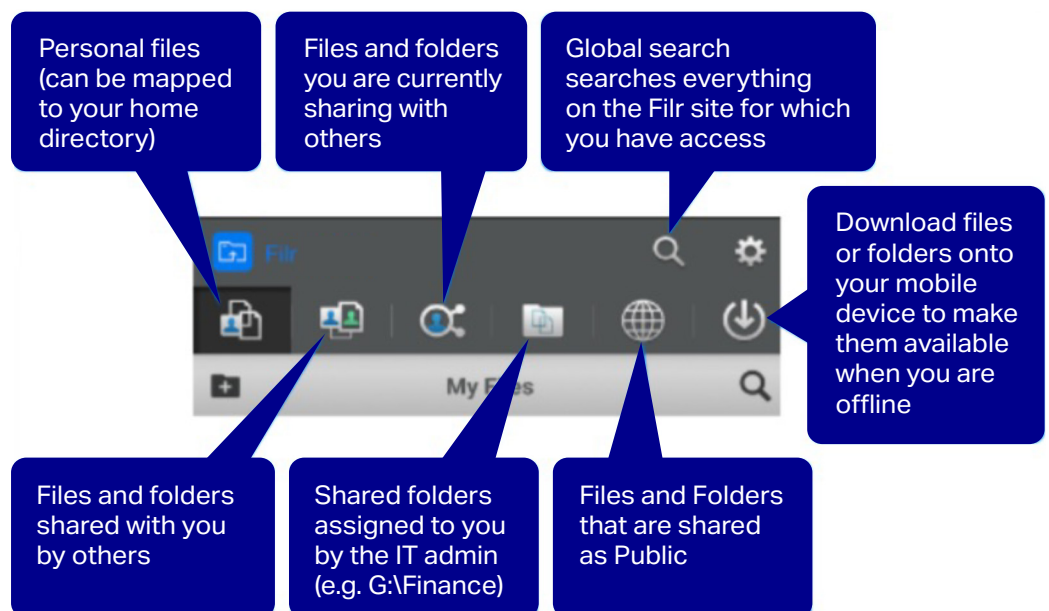 Personal files
(can be mapped
to your home
directory)
Files and folders
you are currently
sharing with
others
Global search
searches everything
on the Filr site for which
you have access
Download files
or folders onto
your mobile
device to make
them available
when you are
offline
Filr
My Files
Files and folders
shared with you
by others
Shared folders
assigned to you
by the IT admin
(e.g. G:\Finance)
Files and Folders
that are shared
as Public